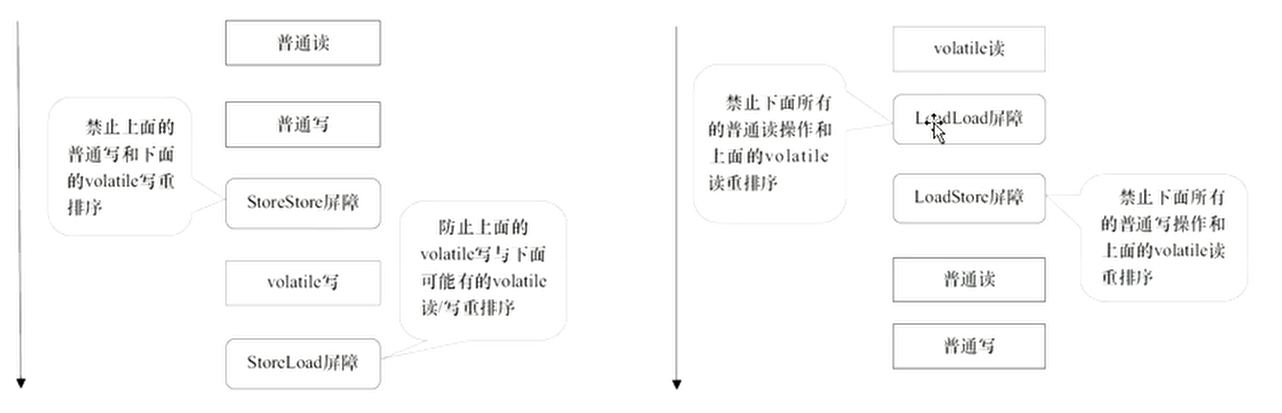 普通读
普通写
禁止上面的
普通写和下面
的volatile写重
排序
StoreStore屏障
防止上面的
volatile写与下面
可能有的volatile
读/写重排序
volatile写
StoreLoad屏障
volatile读
禁止下面所有
的普通读操作和
上面的volatile
读重排序
LoadLoad屏障
LoadStore屏障
禁止下面所有
的普通写操作和
上面的volatile读
重排序
普通读
普通写